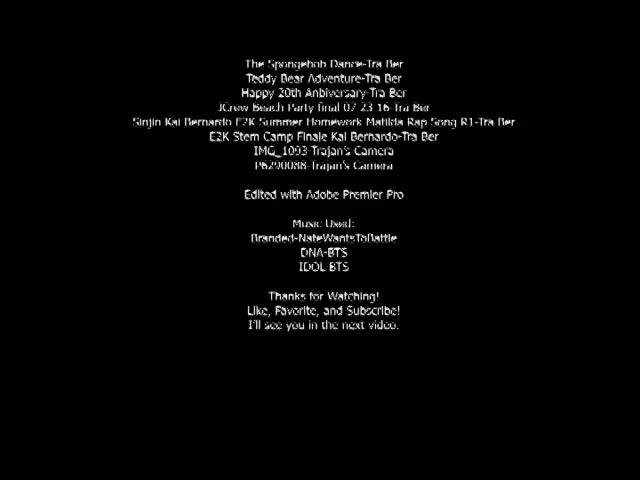 The Spongebob Dance-Tra Ber
Teddy Bear Adventure-Tra Ber
Happy 20th Anbiversary-Tra Ber
JCrew Beach Party final 07 23 16-Tra Ber
Sinjin Kai Bernardo E2K Summer Homework Matilda Rap Song R1-Tra Ber
E2K Stem Camp Finale Kai Bernardo-Tra Ber
IMG_1093-Trajan's Camera
P6290088-Trajan's Camera
Edited with Adobe Premier Pro
Music Used:
Branded-NateWantsToBattle
DNA-BTS
IDOL BTS
Thanks for Watching!
Like, Favorite, and Subscribe!
I'll see you in the next video.